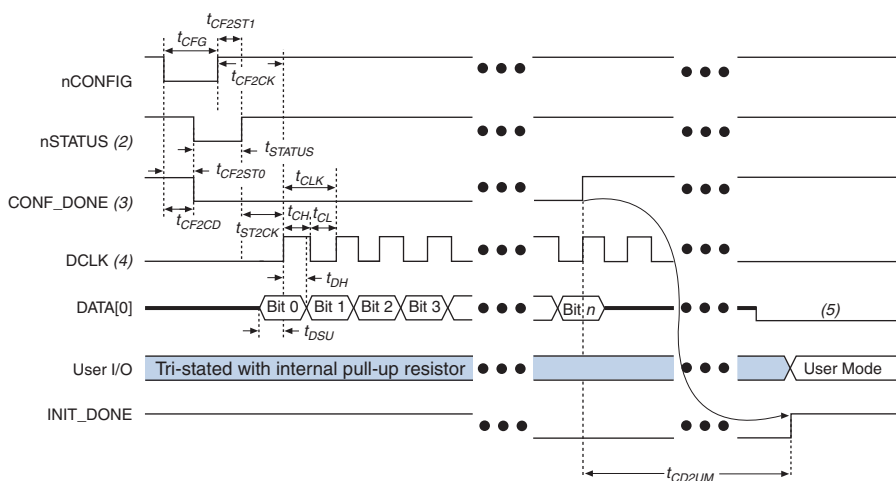 tCF2ST1
tCFG
nCONFIG
tCF2CK
nSTATUS (2)
tSTATUS
tCF2ST0
tCLK
CONF_DONE (3)
tCF2CD
tST2CK
tCH
tCL
DCLK (4)
tDH
DATA[0]
Bit 0
Bit 1
Bit 2
Bit 3
Bit n
(5)
tDSU
User I/O
Tri-stated with internal pull-up resistor
User Mode
INIT_DONE
tCD2UM